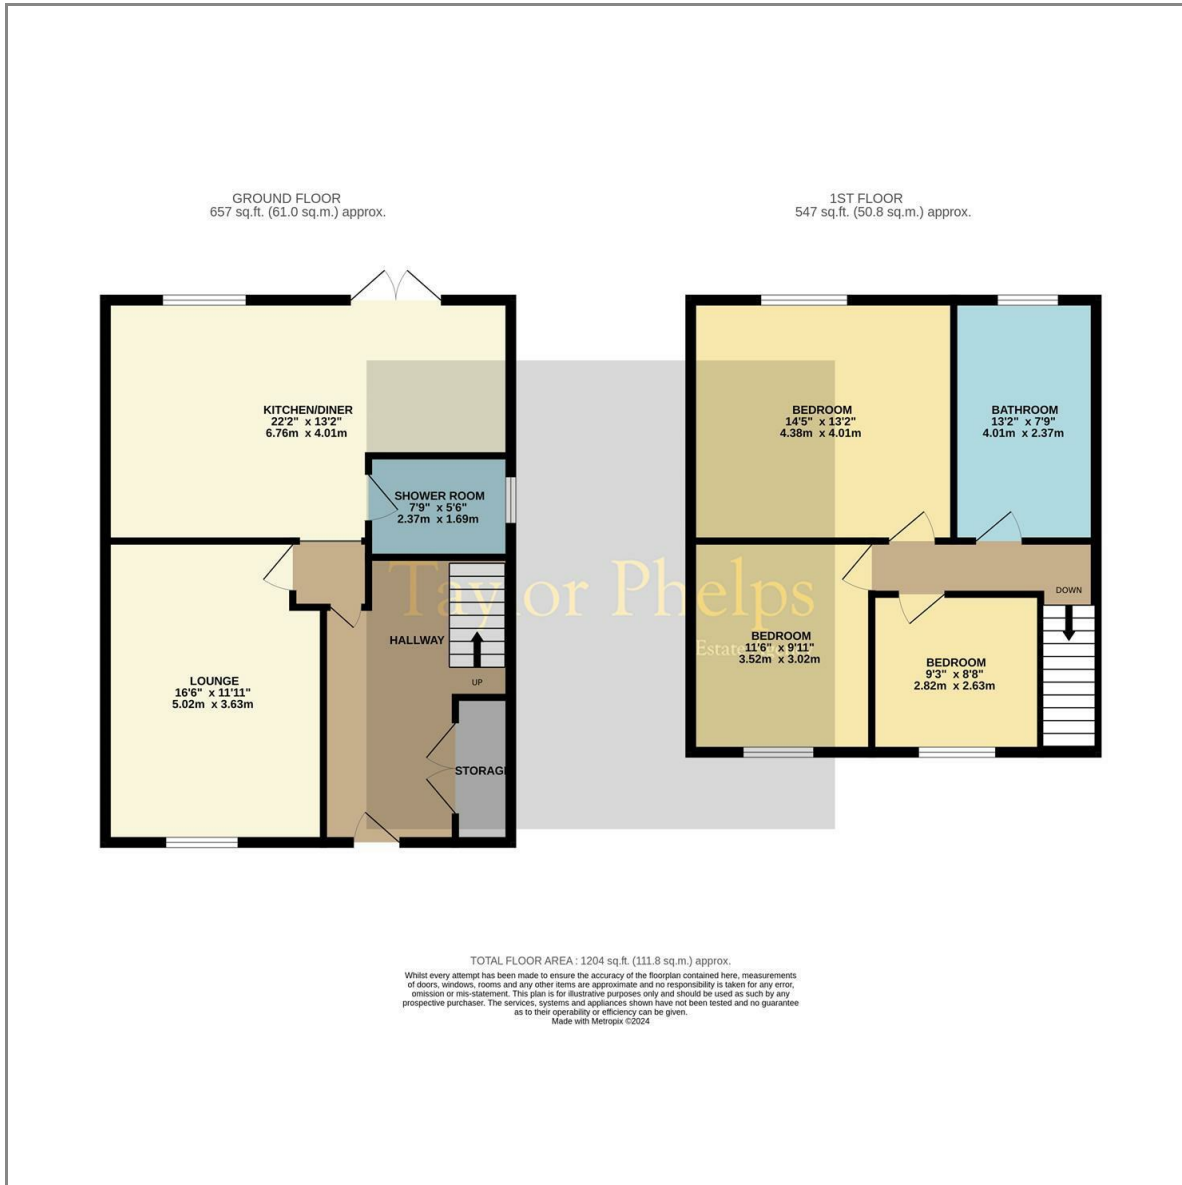 GROUND FLOOR
657 sq.ft. (61.0 sq.m.) approx.
1ST FLOOR
547 sq.ft. (50.8 sq.m.) approx.
KITCHEN/DINER
22'2" x 13'2"
6.76m x 4.01m
SHOWER ROOM
7'9" x 5'6"
2.37m x 1.69m
HALLWAY
UP
LOUNGE
16'6" x 11'11"
5.02m x 3.63m
STORAG
BEDROOM
14'5" x 13'2"
4.38m x 4.01m
BATHROOM
13'2" x 7'9"
4.01m x 2.37m
DOWN
BEDROOM
11'6" x 9'11"
3.52m x 3.02m
BEDROOM
9'3" x 8'8"
2.82m x 2.63m
Taylor Phelps
Estate
TOTAL FLOOR AREA : 1204 sq.ft. (111.8 sq.m.) approx.
Whilst every attempt has been made to ensure the accuracy of the floorplan contained here, measurements
of doors, windows, rooms and any other items are approximate and no responsibility is taken for any error,
omission or mis-statement. This plan is for illustrative purposes only and should be used as such by any
prospective purchaser. The services, systems and appliances shown have not been tested and no guarantee
as to their operability or efficiency can be given.
Made with Metropix ©2024